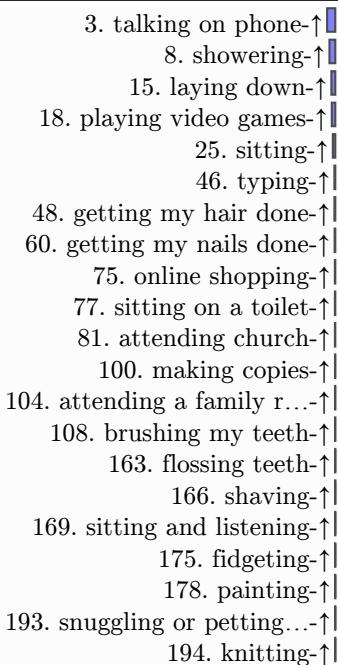 3. talking on phone-↑
8. showering-↑
15. laying down-↑
18. playing video games-↑
25. sitting-↑
46. typing-↑
48. getting my hair done-↑
60. getting my nails done-↑
75. online shopping-↑
77. sitting on a toilet-↑
81. attending church-↑
100. making copies-↑
104. attending a family r...-↑
108. brushing my teeth-↑
163. flossing teeth-↑
166. shaving-↑
169. sitting and listening-↑
175. fidgeting-↑
178. painting-↑
193. snuggling or petting...-↑
194. knitting-↑